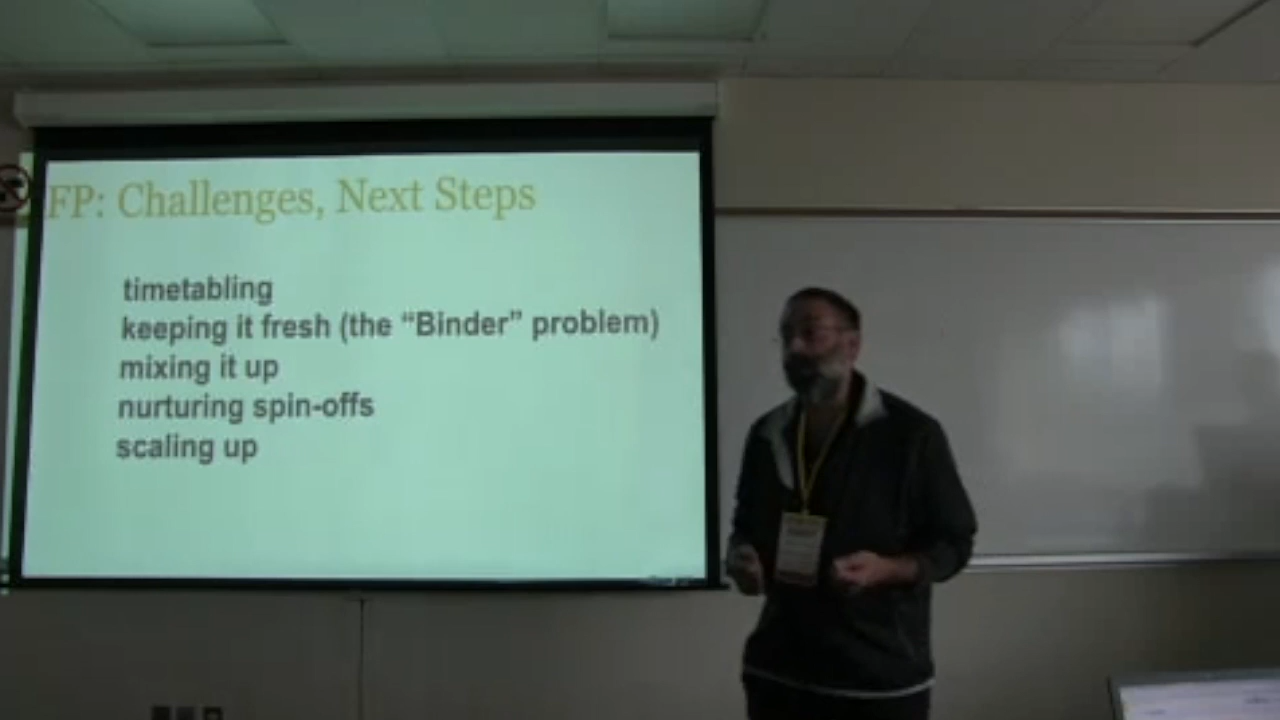 FP: Challenges, Next Steps
timetabling
keeping it fresh (the “Binder” problem)
mixing it up
nurturing spin-offs
scaling up